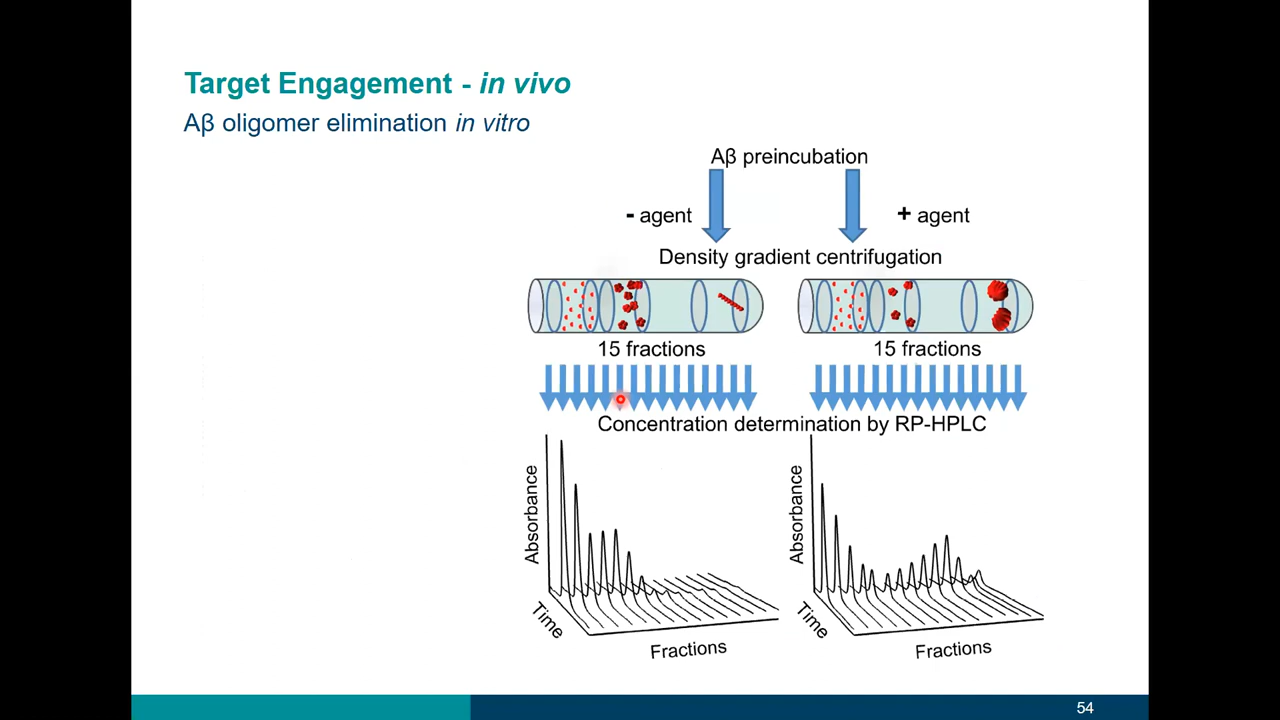 Target Engagement - in vivo
Aβ oligomer elimination in vitro
Aβ preincubation
- agent
+ agent
Density gradient centrifugation
15 fractions
15 fractions
Concentration determination by RP-HPLC
Absorbance
Time
Fractions
Absorbance
Time
Fractions
54